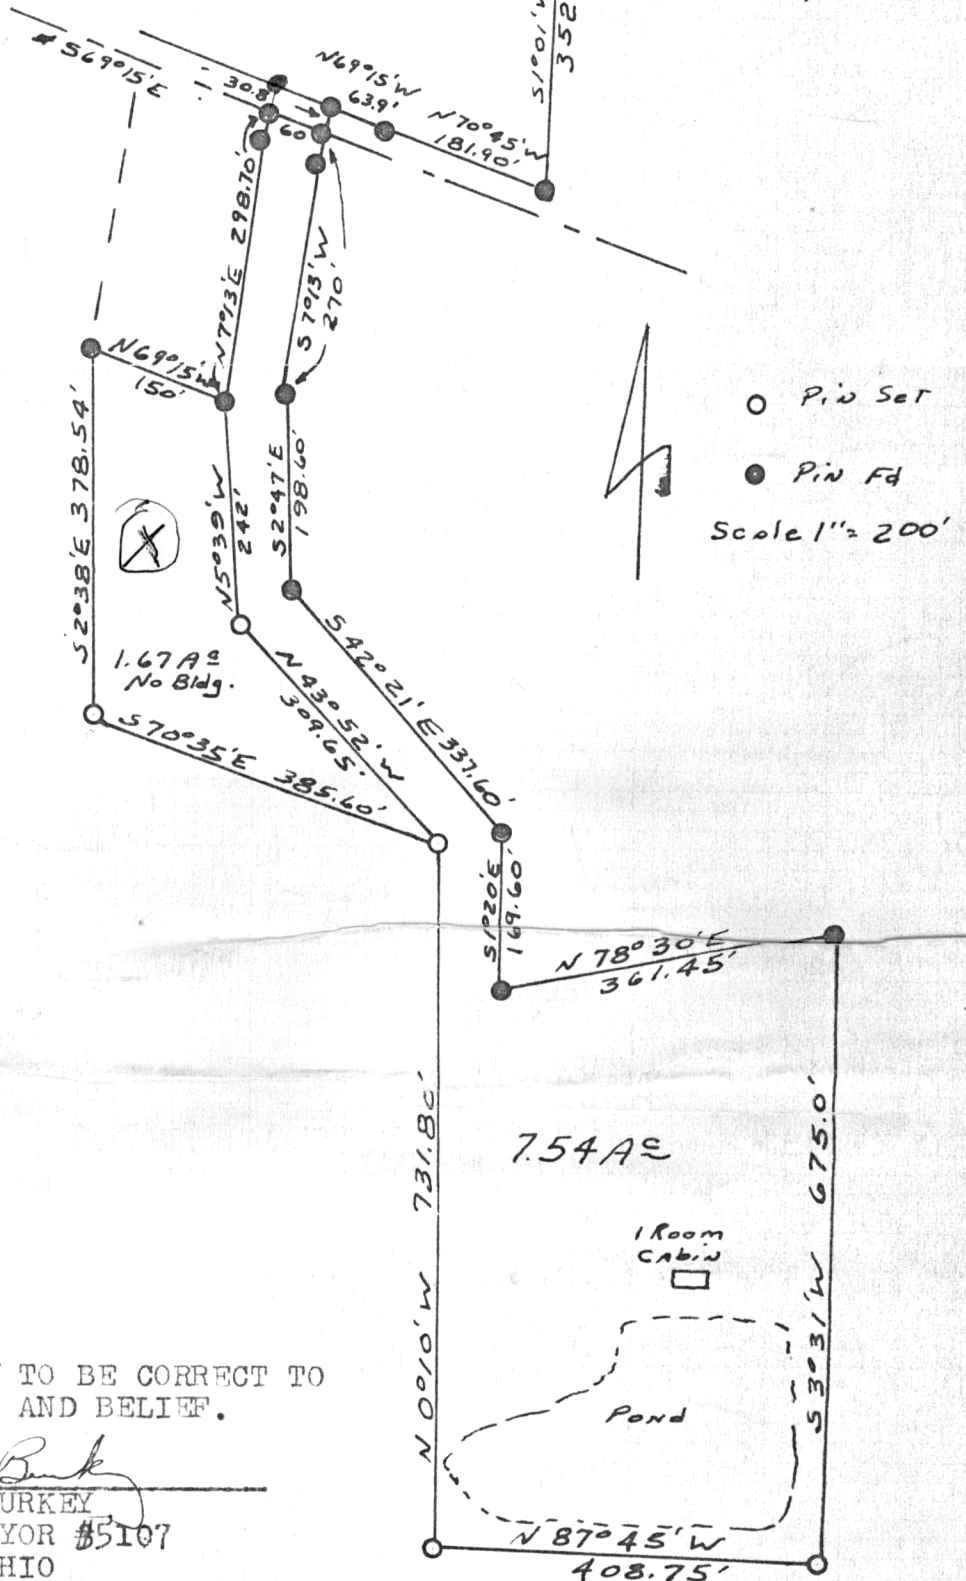 S1°01'W
352
S69°15'E
N69°15'W
63.9'
30.8
60
N70°45'W
181.90'
N7°13'E 298.70'
S7°13'W
270'
N69°15'W
150'
S2°38'E 378.54'
N5°39'W
242'
S2°47'E
198.60'
Pin Set
Pin Fd
Scale 1"= 200'
X
1.67 Ac
No Bldg.
S42°21'E 337.60'
N43°52'W
309.65'
S70°35'E 385.60'
S1°20'E
169.60'
N78°30'E
361.45'
N0°10'W 731.80'
7.54 Ac
S3°31'W 675.0'
1 Room
Cabin
Pond
N87°45'W
408.75'
TO BE CORRECT TO
AND BELIEF.
URKEY
YOR #5107
HIO